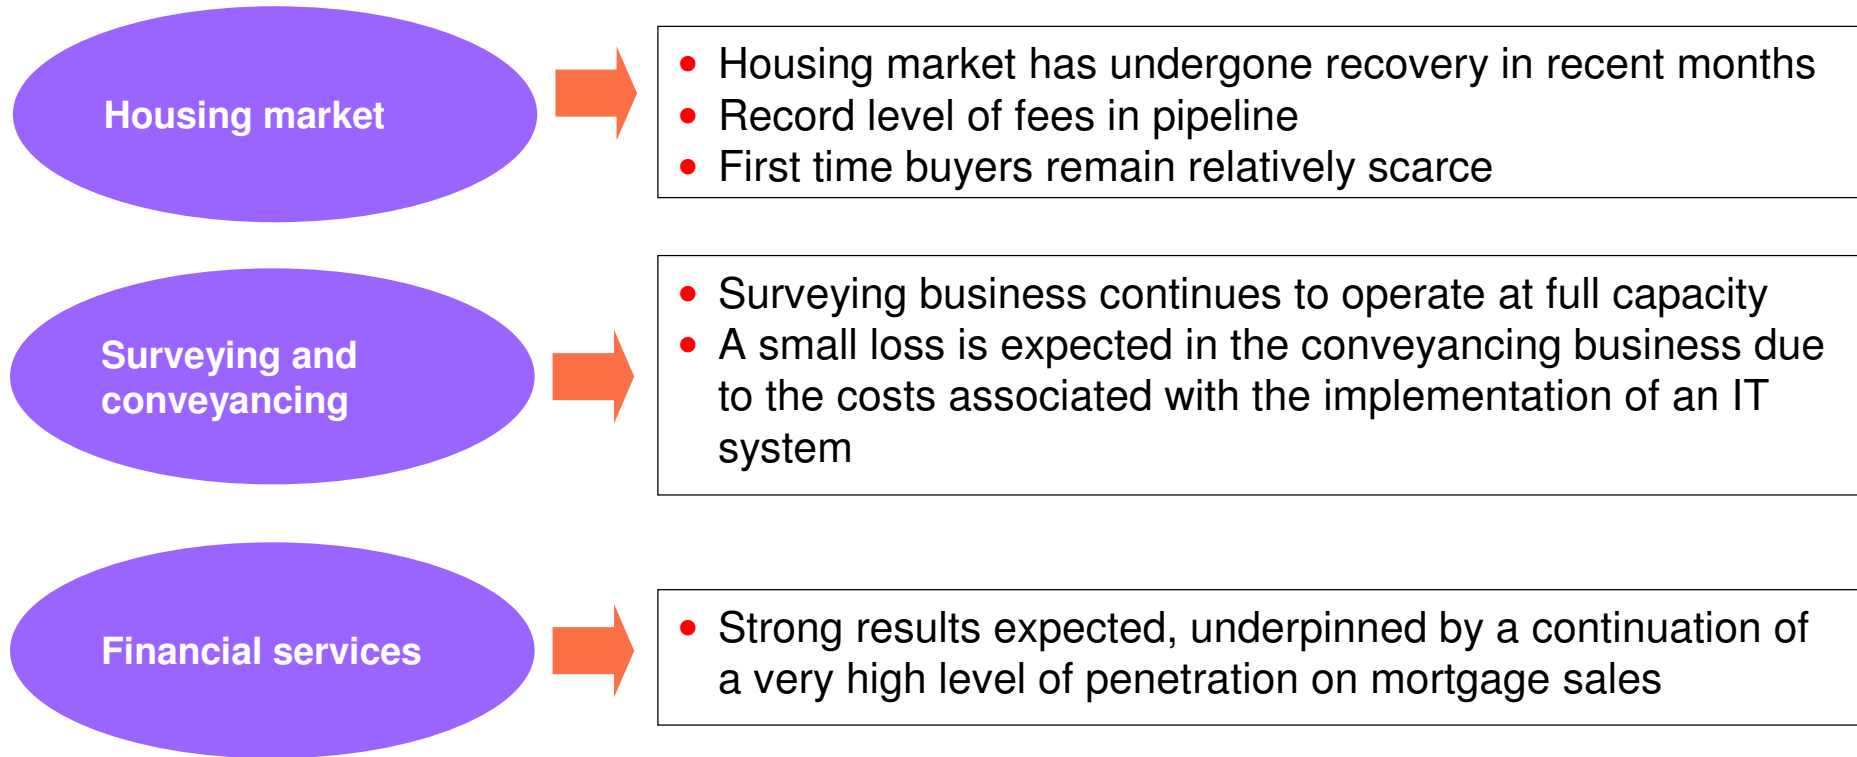 Housing market
• Housing market has undergone recovery in recent months
• Record level of fees in pipeline
• First time buyers remain relatively scarce
Surveying and
conveyancing
• Surveying business continues to operate at full capacity
• A small loss is expected in the conveyancing business due
to the costs associated with the implementation of an IT
system
Financial services
• Strong results expected, underpinned by a continuation of
a very high level of penetration on mortgage sales